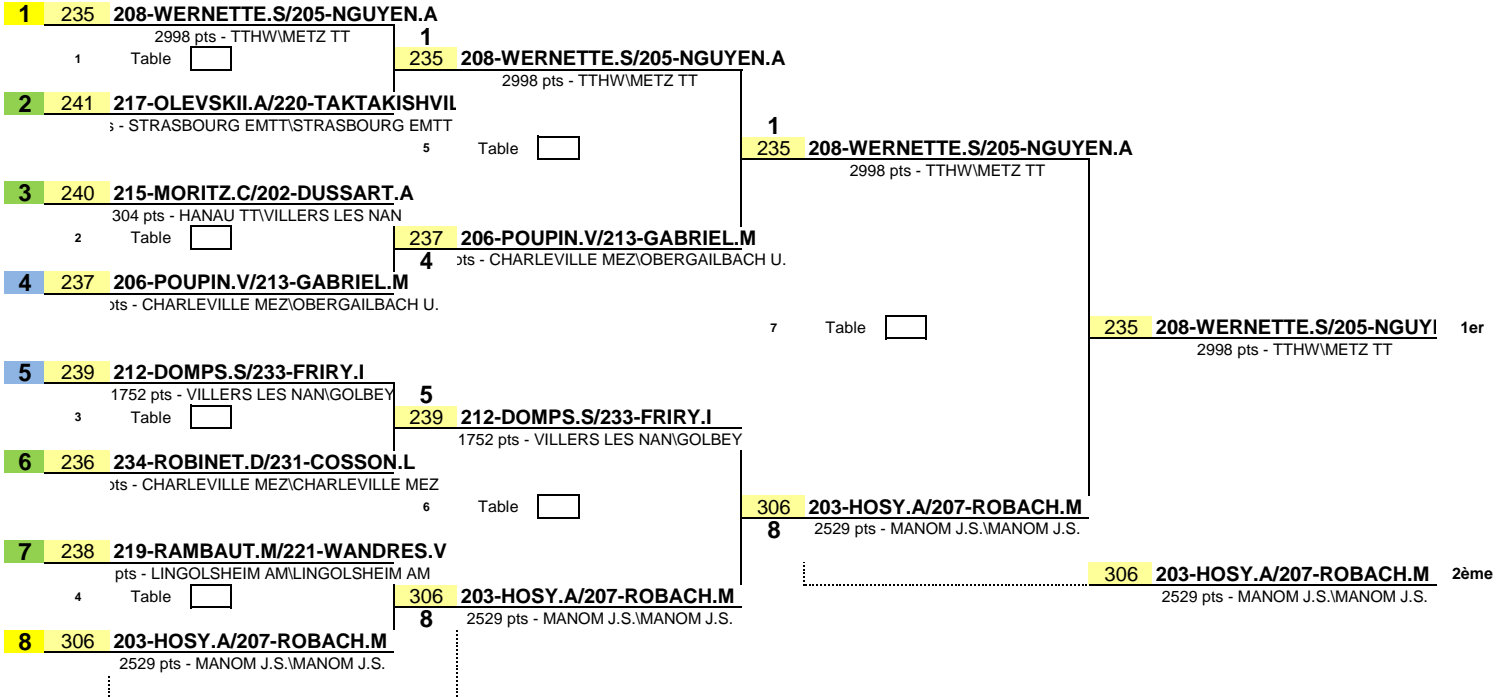 1 235 208-WERNETTE.S/205-NGUYEN.A
2998 pts - TTHW\METZ TT
1
1 Table
235 208-WERNETTE.S/205-NGUYEN.A
2998 pts - TTHW\METZ TT
2 241 217-OLEVSKII.A/220-TAKTAKISHVIL
- STRASBOURG EMTT\STRASBOURG EMTT
1
5 Table
235 208-WERNETTE.S/205-NGUYEN.A
2998 pts - TTHW\METZ TT
3 240 215-MORITZ.C/202-DUSSART.A
304 pts - HANAU TT\VILLERS LES NAN
2 Table
237 206-POUPIN.V/213-GABRIEL.M
4
- CHARLEVILLE MEZ\OBERGAILBACH U.
4 237 206-POUPIN.V/213-GABRIEL.M
- CHARLEVILLE MEZ\OBERGAILBACH U.
7 Table
235 208-WERNETTE.S/205-NGUYI 1er
2998 pts - TTHW\METZ TT
5 239 212-DOMPS.S/233-FRIRY.I
1752 pts - VILLERS LES NAN\GOLBEY
5
3 Table
239 212-DOMPS.S/233-FRIRY.I
1752 pts - VILLERS LES NAN\GOLBEY
6 236 234-ROBINET.D/231-COSSON.L
- CHARLEVILLE MEZ\CHARLEVILLE MEZ
6 Table
306 203-HOSY.A/207-ROBACH.M
8
2529 pts - MANOM J.S.\MANOM J.S.
7 238 219-RAMBAUT.M/221-WANDRES.V
pts - LINGOLSHEIM AM\LINGOLSHEIM AM
306 203-HOSY.A/207-ROBACH.M 2ème
2529 pts - MANOM J.S.\MANOM J.S.
4 Table
306 203-HOSY.A/207-ROBACH.M
8
2529 pts - MANOM J.S.\MANOM J.S.
8 306 203-HOSY.A/207-ROBACH.M
2529 pts - MANOM J.S.\MANOM J.S.